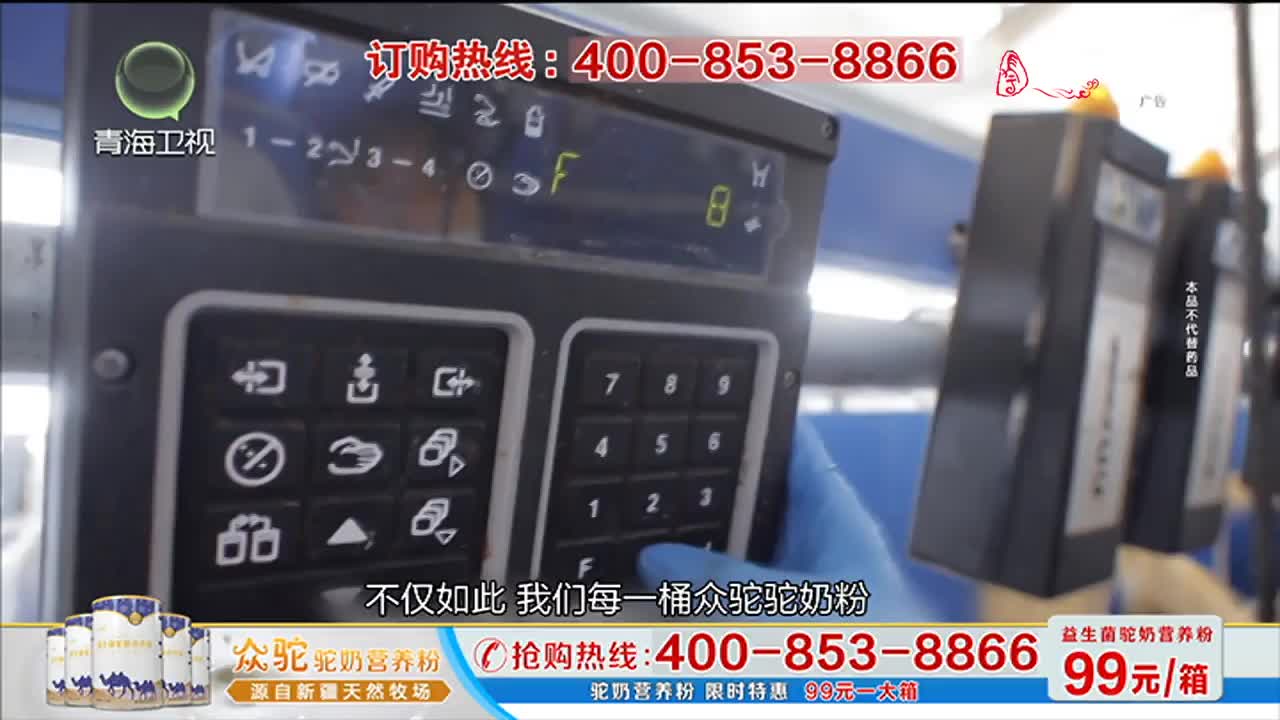 订购热线：400-853-8866
广告
青海卫视
1-2 3-4
F 8
本品不代替药品
7 8 9
4 5 6
1 2 3
F
不仅如此 我们每一桶众驼驼奶粉
众驼 驼奶营养粉
源自新疆天然牧场
抢购热线:400-853-8866
驼奶营养粉 限时特惠 99元一大箱
益生菌驼奶营养粉
99元/箱